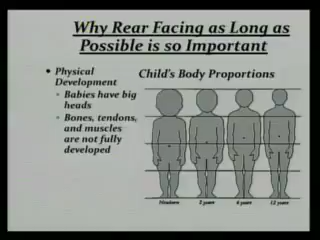 Why Rear Facing as Long as
Possible is so Important
• Physical
Development
Child's Body Proportions
• Babies have big
heads
• Bones, tendons,
and muscles
are not fully
developed
Newborn
2 years
6 years
12 years